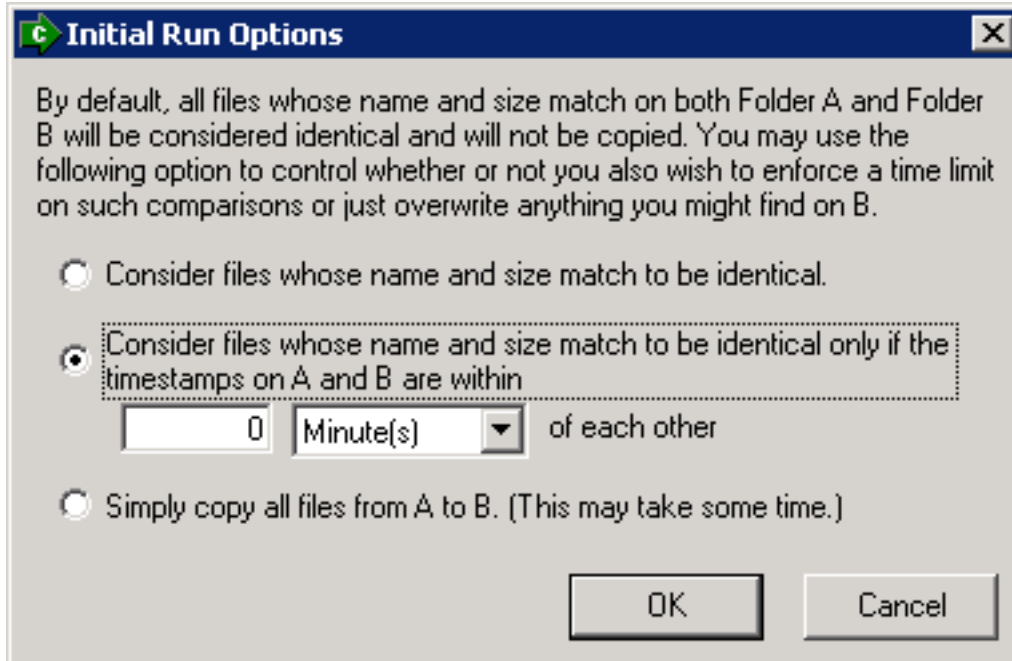 C Initial Run Options
By default, all files whose name and size match on both Folder A and Folder
B will be considered identical and will not be copied. You may use the
following option to control whether or not you also wish to enforce a time limit
on such comparisons or just overwrite anything you might find on B.
Consider files whose name and size match to be identical.
Consider files whose name and size match to be identical only if the
timestamps on A and B are within
0 Minute(s) of each other
Simply copy all files from A to B. (This may take some time.)
OK Cancel